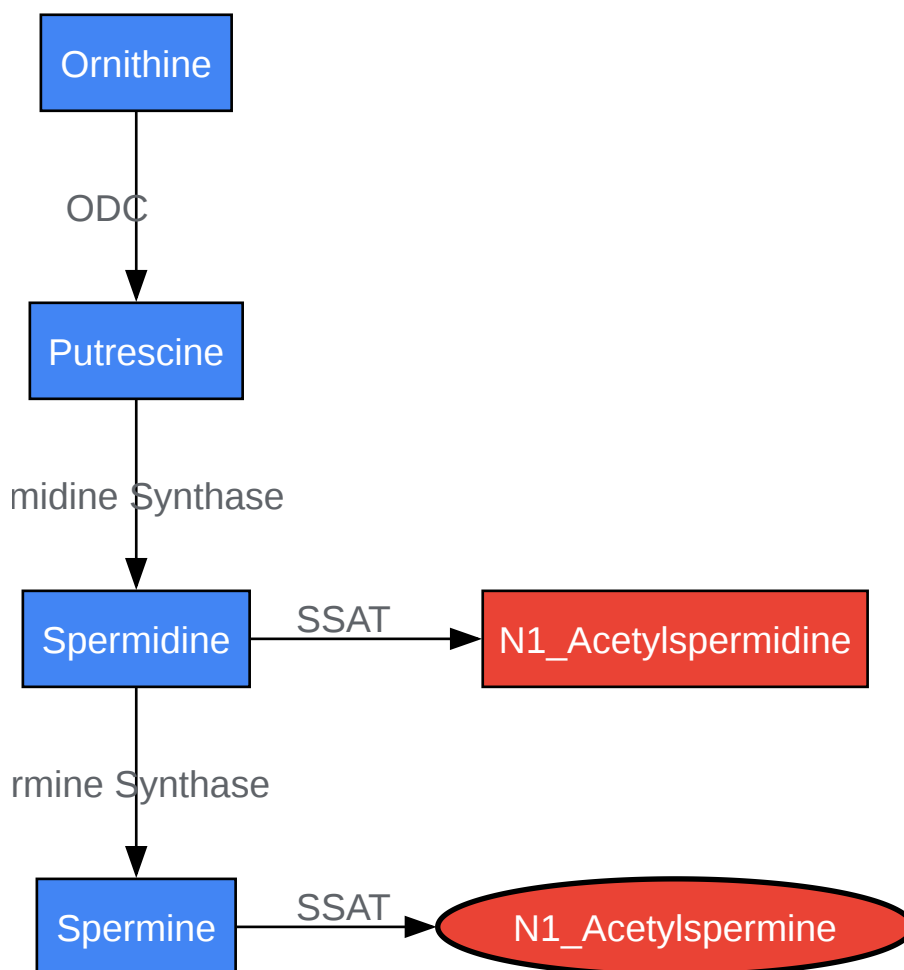 Ornithine
ODC
Putrescine
midine Synthase
Spermidine
SSAT
N1_Acetylspermidine
rmine Synthase
Spermine
SSAT
N1_Acetylspermine